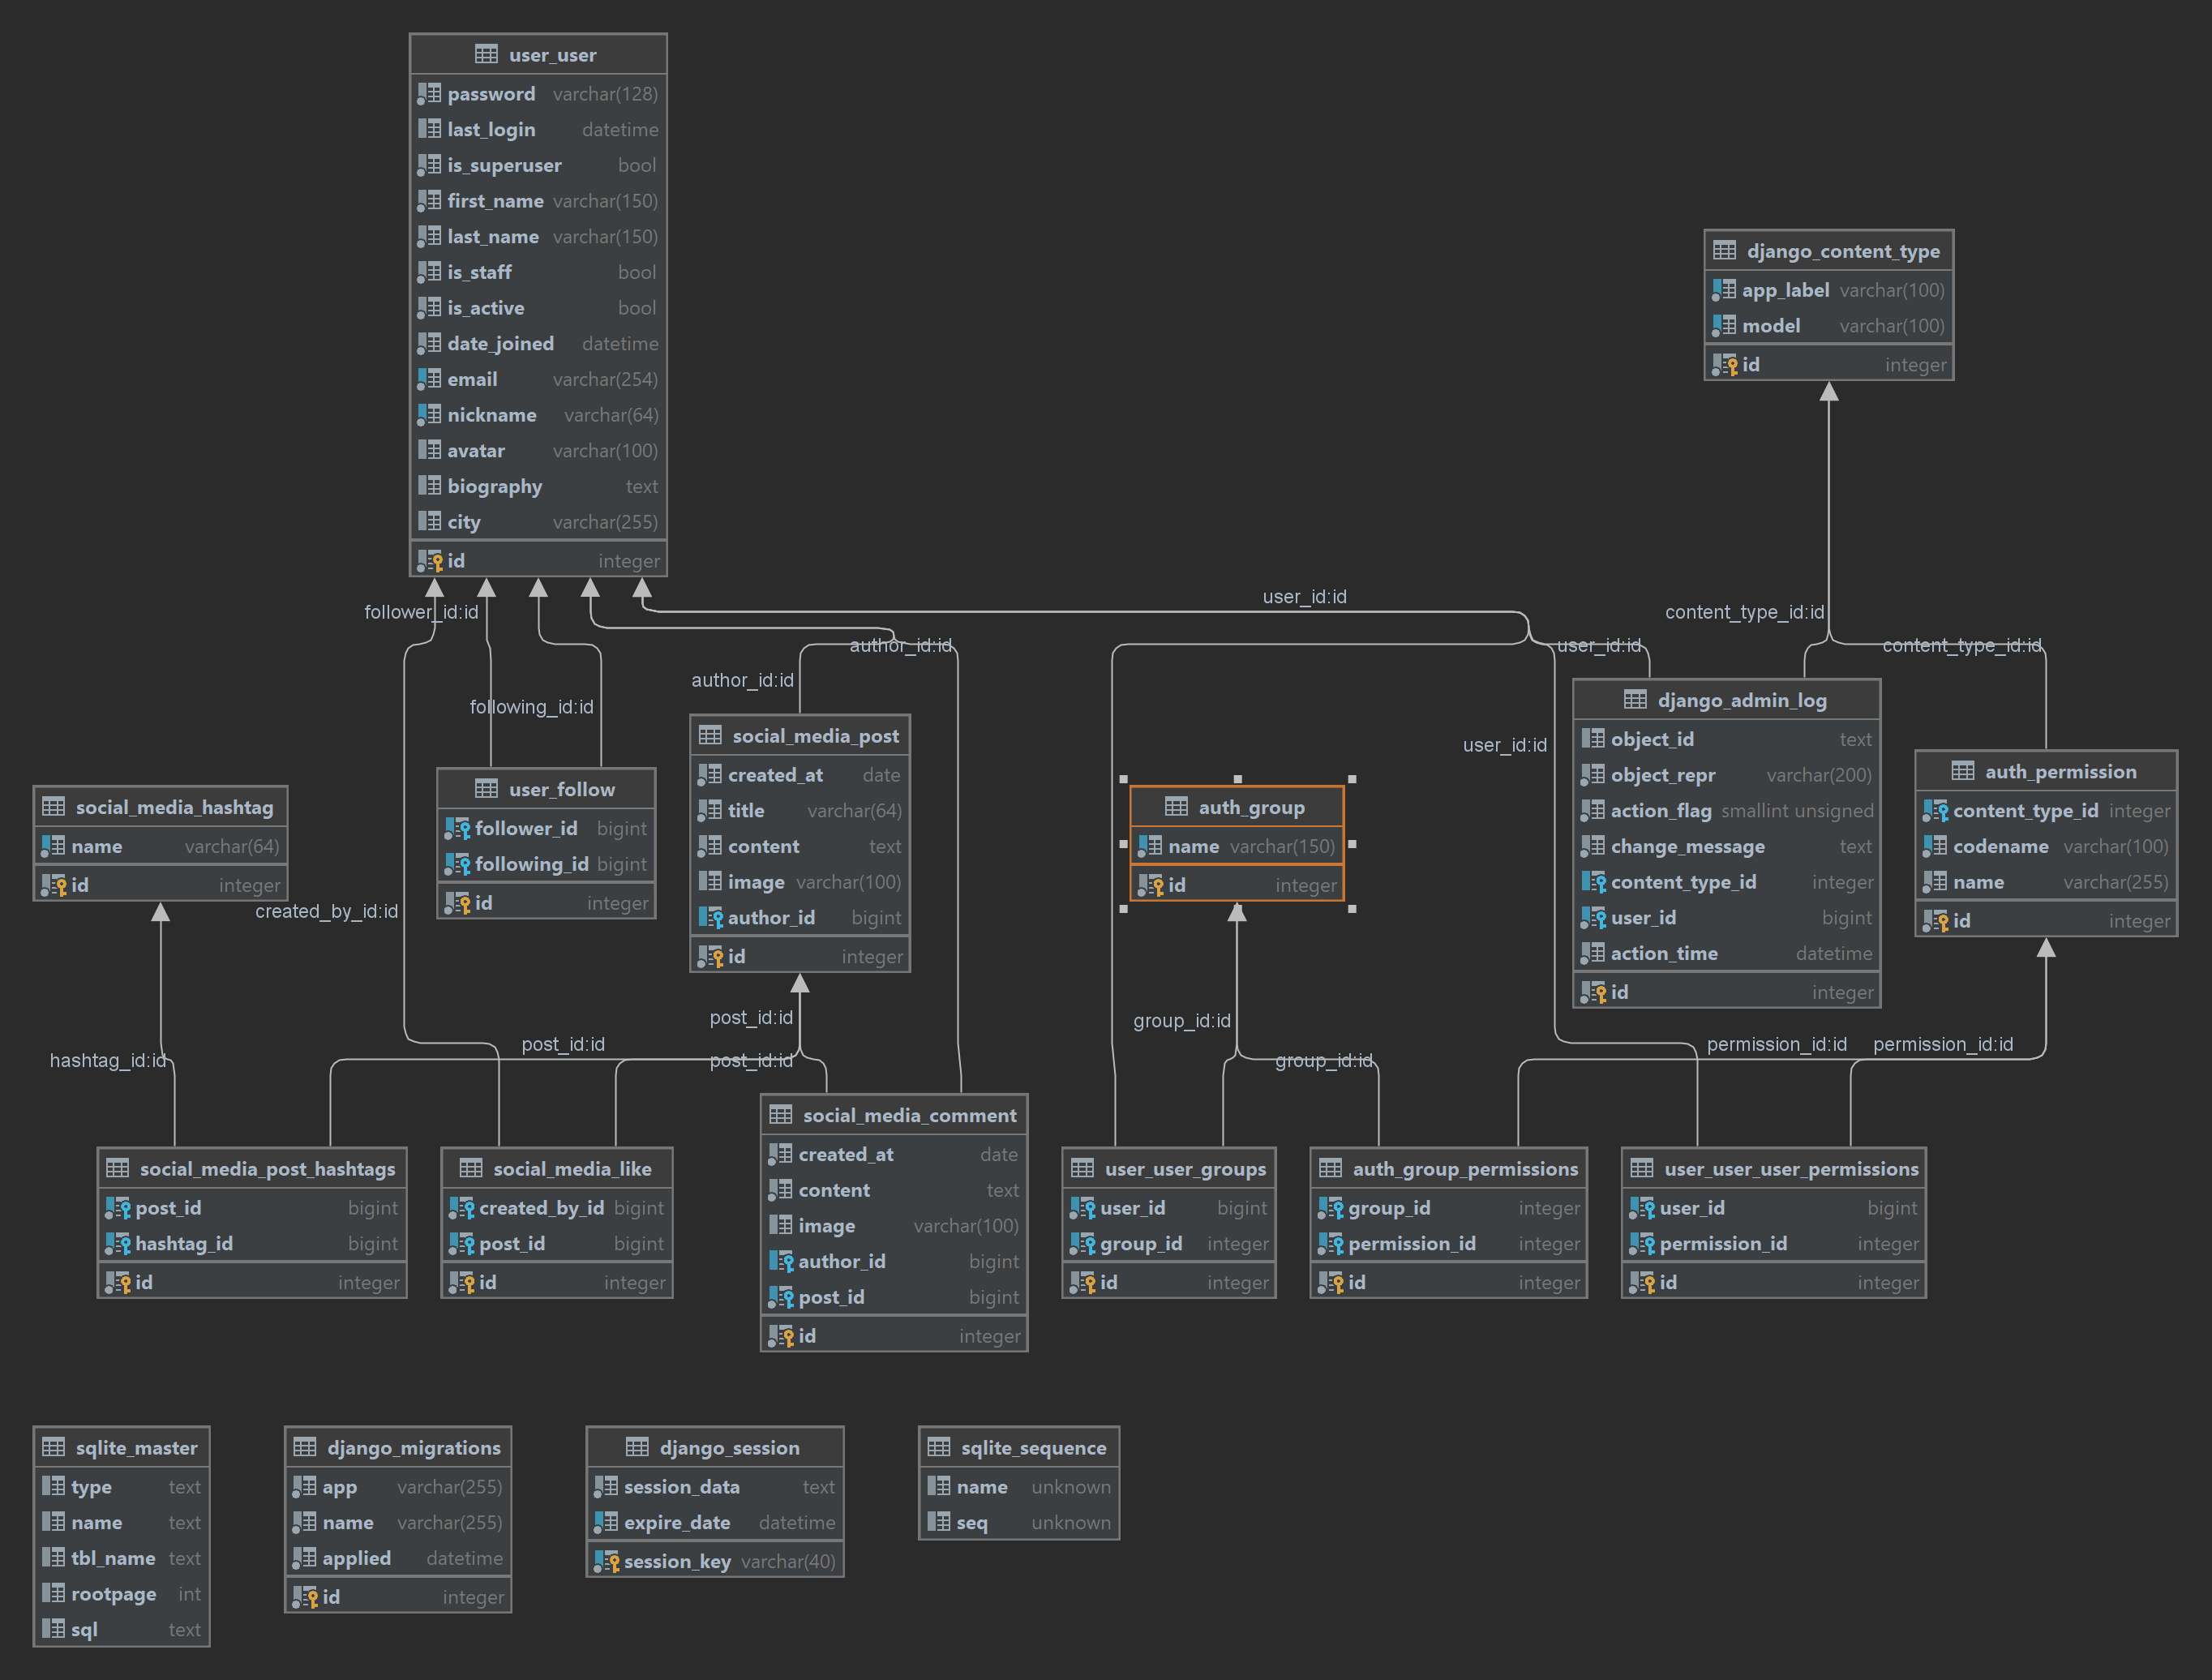 user_user
password varchar(128)
last_login datetime
is_superuser bool
first_name varchar(150)
last_name varchar(150)
is_staff bool
is_active bool
date_joined datetime
email varchar(254)
nickname varchar(64)
avatar varchar(100)
biography text
city varchar(255)
id integer
django_content_type
app_label varchar(100)
model varchar(100)
id integer
follower_id:id
following_id:id
author_id:id
author_id:id
user_id:id
user_id:id
user_id:id
content_type_id:id
content_type_id:id
social_media_hashtag
name varchar(64)
id integer
user_follow
follower_id bigint
following_id bigint
id integer
social_media_post
created_at date
title varchar(64)
content text
image varchar(100)
author_id bigint
id integer
auth_group
name varchar(150)
id integer
django_admin_log
object_id text
object_repr varchar(200)
action_flag smallint unsigned
change_message text
content_type_id integer
user_id bigint
action_time datetime
id integer
auth_permission
content_type_id integer
codename varchar(100)
name varchar(255)
id integer
created_by_id:id
hashtag_id:id
post_id:id
post_id:id
post_id:id
group_id:id
group_id:id
permission_id:id
permission_id:id
social_media_post_hashtags
post_id bigint
hashtag_id bigint
id integer
social_media_like
created_by_id bigint
post_id bigint
id integer
social_media_comment
created_at date
content text
image varchar(100)
author_id bigint
post_id bigint
id integer
user_user_groups
user_id bigint
group_id integer
id integer
auth_group_permissions
group_id integer
permission_id integer
id integer
user_user_user_permissions
user_id bigint
permission_id integer
id integer
sqlite_master
type text
name text
tbl_name text
rootpage int
sql text
django_migrations
app varchar(255)
name varchar(255)
applied datetime
id integer
django_session
session_data text
expire_date datetime
session_key varchar(40)
sqlite_sequence
name unknown
seq unknown